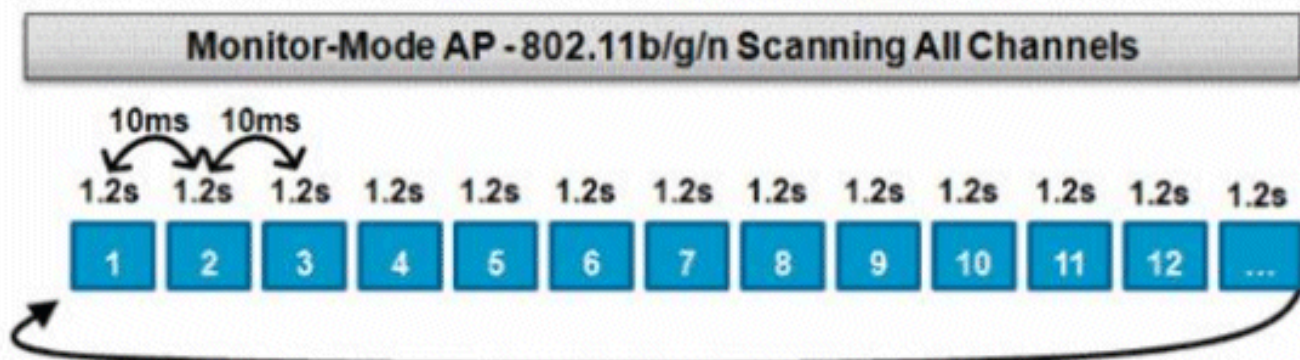 Monitor-Mode AP - 802.11b/g/n Scanning All Channels
10ms 10ms
1.2s 1.2s 1.2s 1.2s 1.2s 1.2s 1.2s 1.2s 1.2s 1.2s 1.2s 1.2s 1.2s
1 2 3 4 5 6 7 8 9 10 11 12 ...